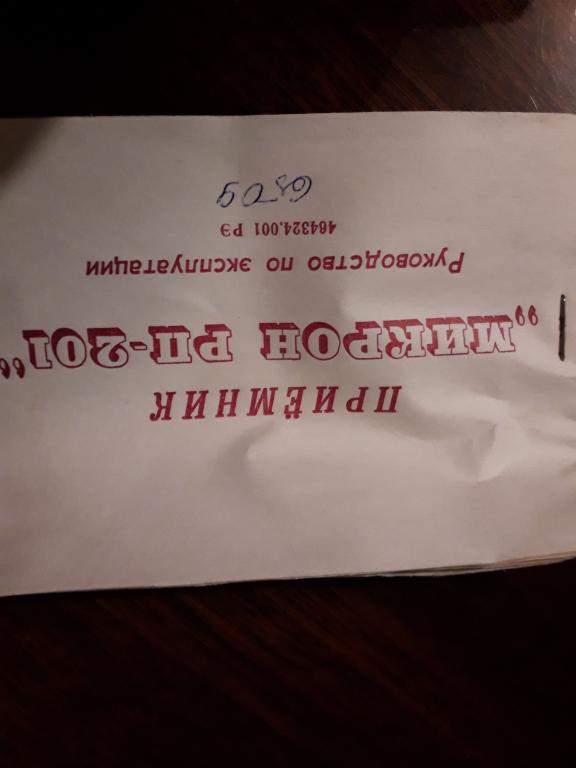 ПРИЁМНИК
„МИКРОН РП-201“
Руководство по эксплуатации
464324.001 РЭ